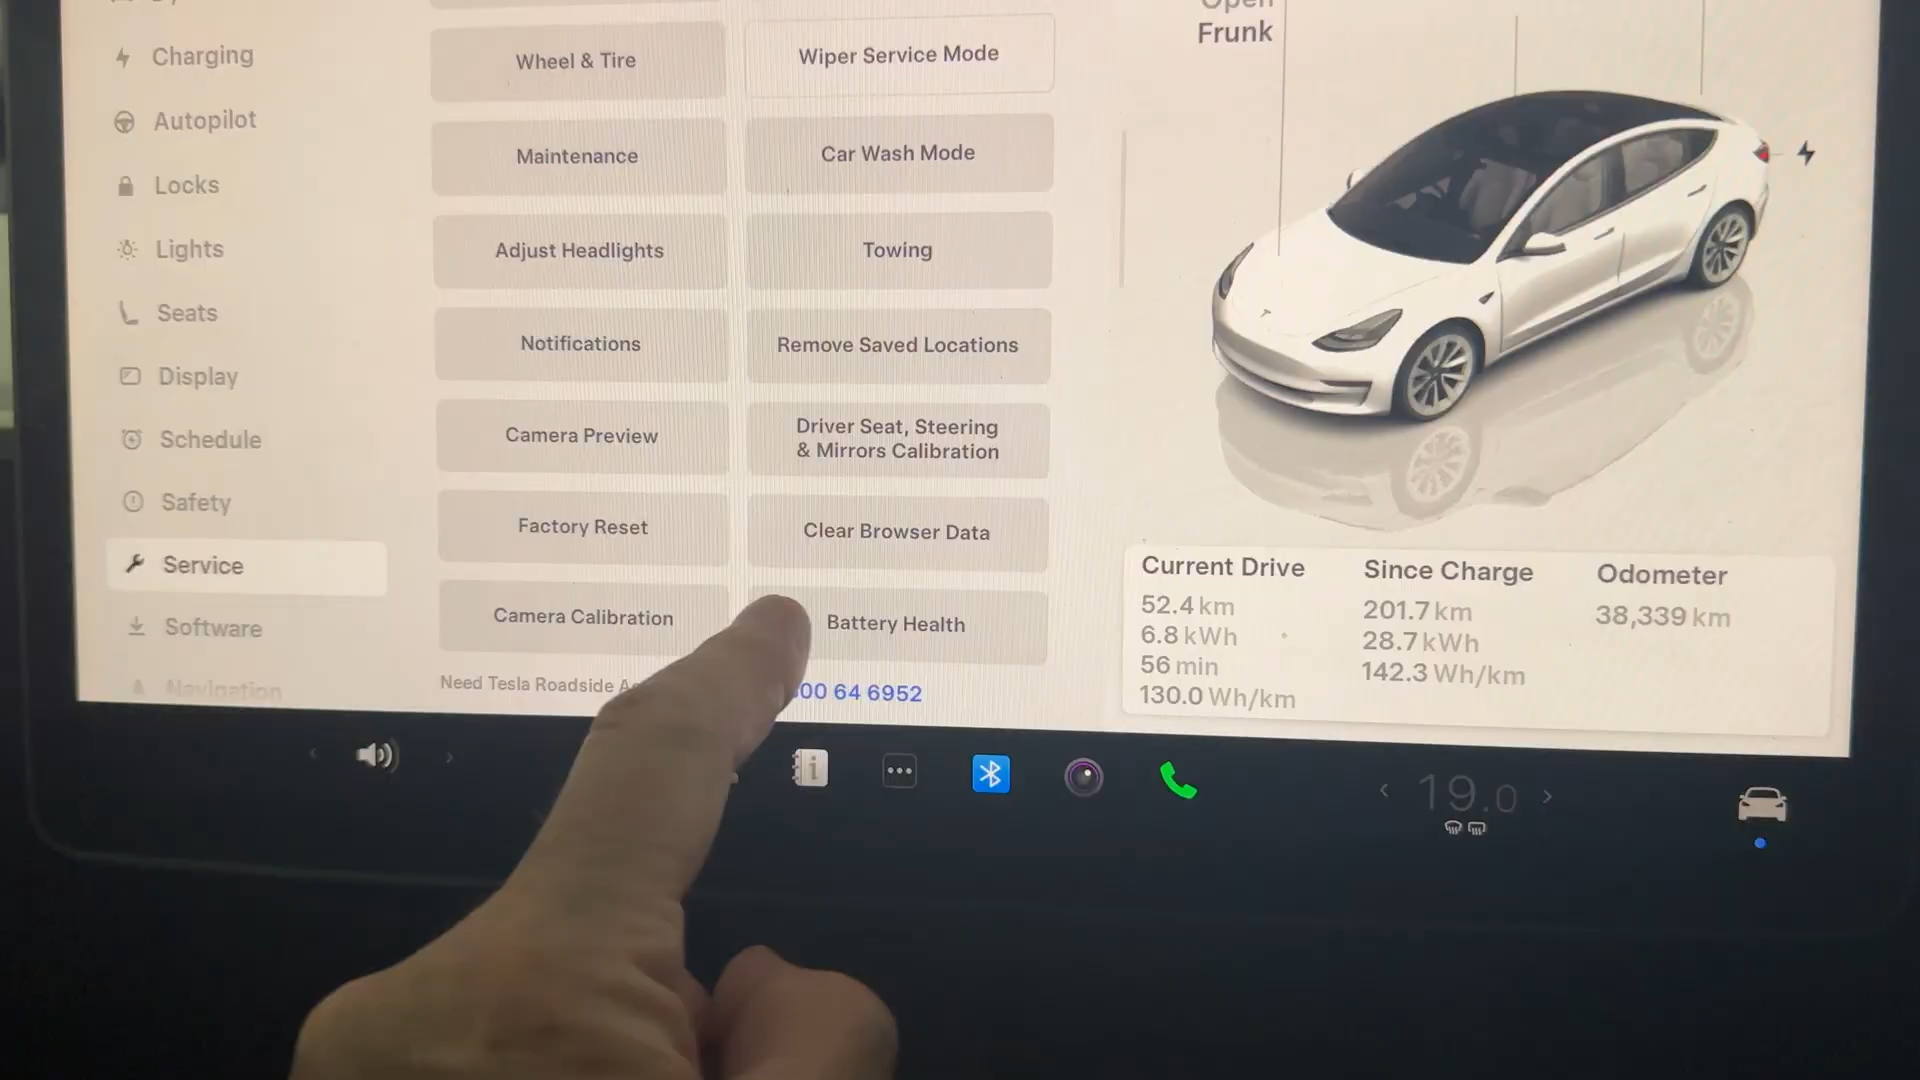 Charging
Autopilot
Locks
Lights
Seats
Display
Schedule
Safety
Service
Software
Navigation
Wheel & Tire
Wiper Service Mode
Maintenance
Car Wash Mode
Adjust Headlights
Towing
Notifications
Remove Saved Locations
Camera Preview
Driver Seat, Steering
& Mirrors Calibration
Factory Reset
Clear Browser Data
Camera Calibration
Battery Health
Need Tesla Roadside
00 64 6952
Open
Frunk
Current Drive
52.4 km
6.8 kWh
56 min
130.0 Wh/km
Since Charge
201.7 km
28.7 kWh
142.3 Wh/km
Odometer
38,339 km
19.0